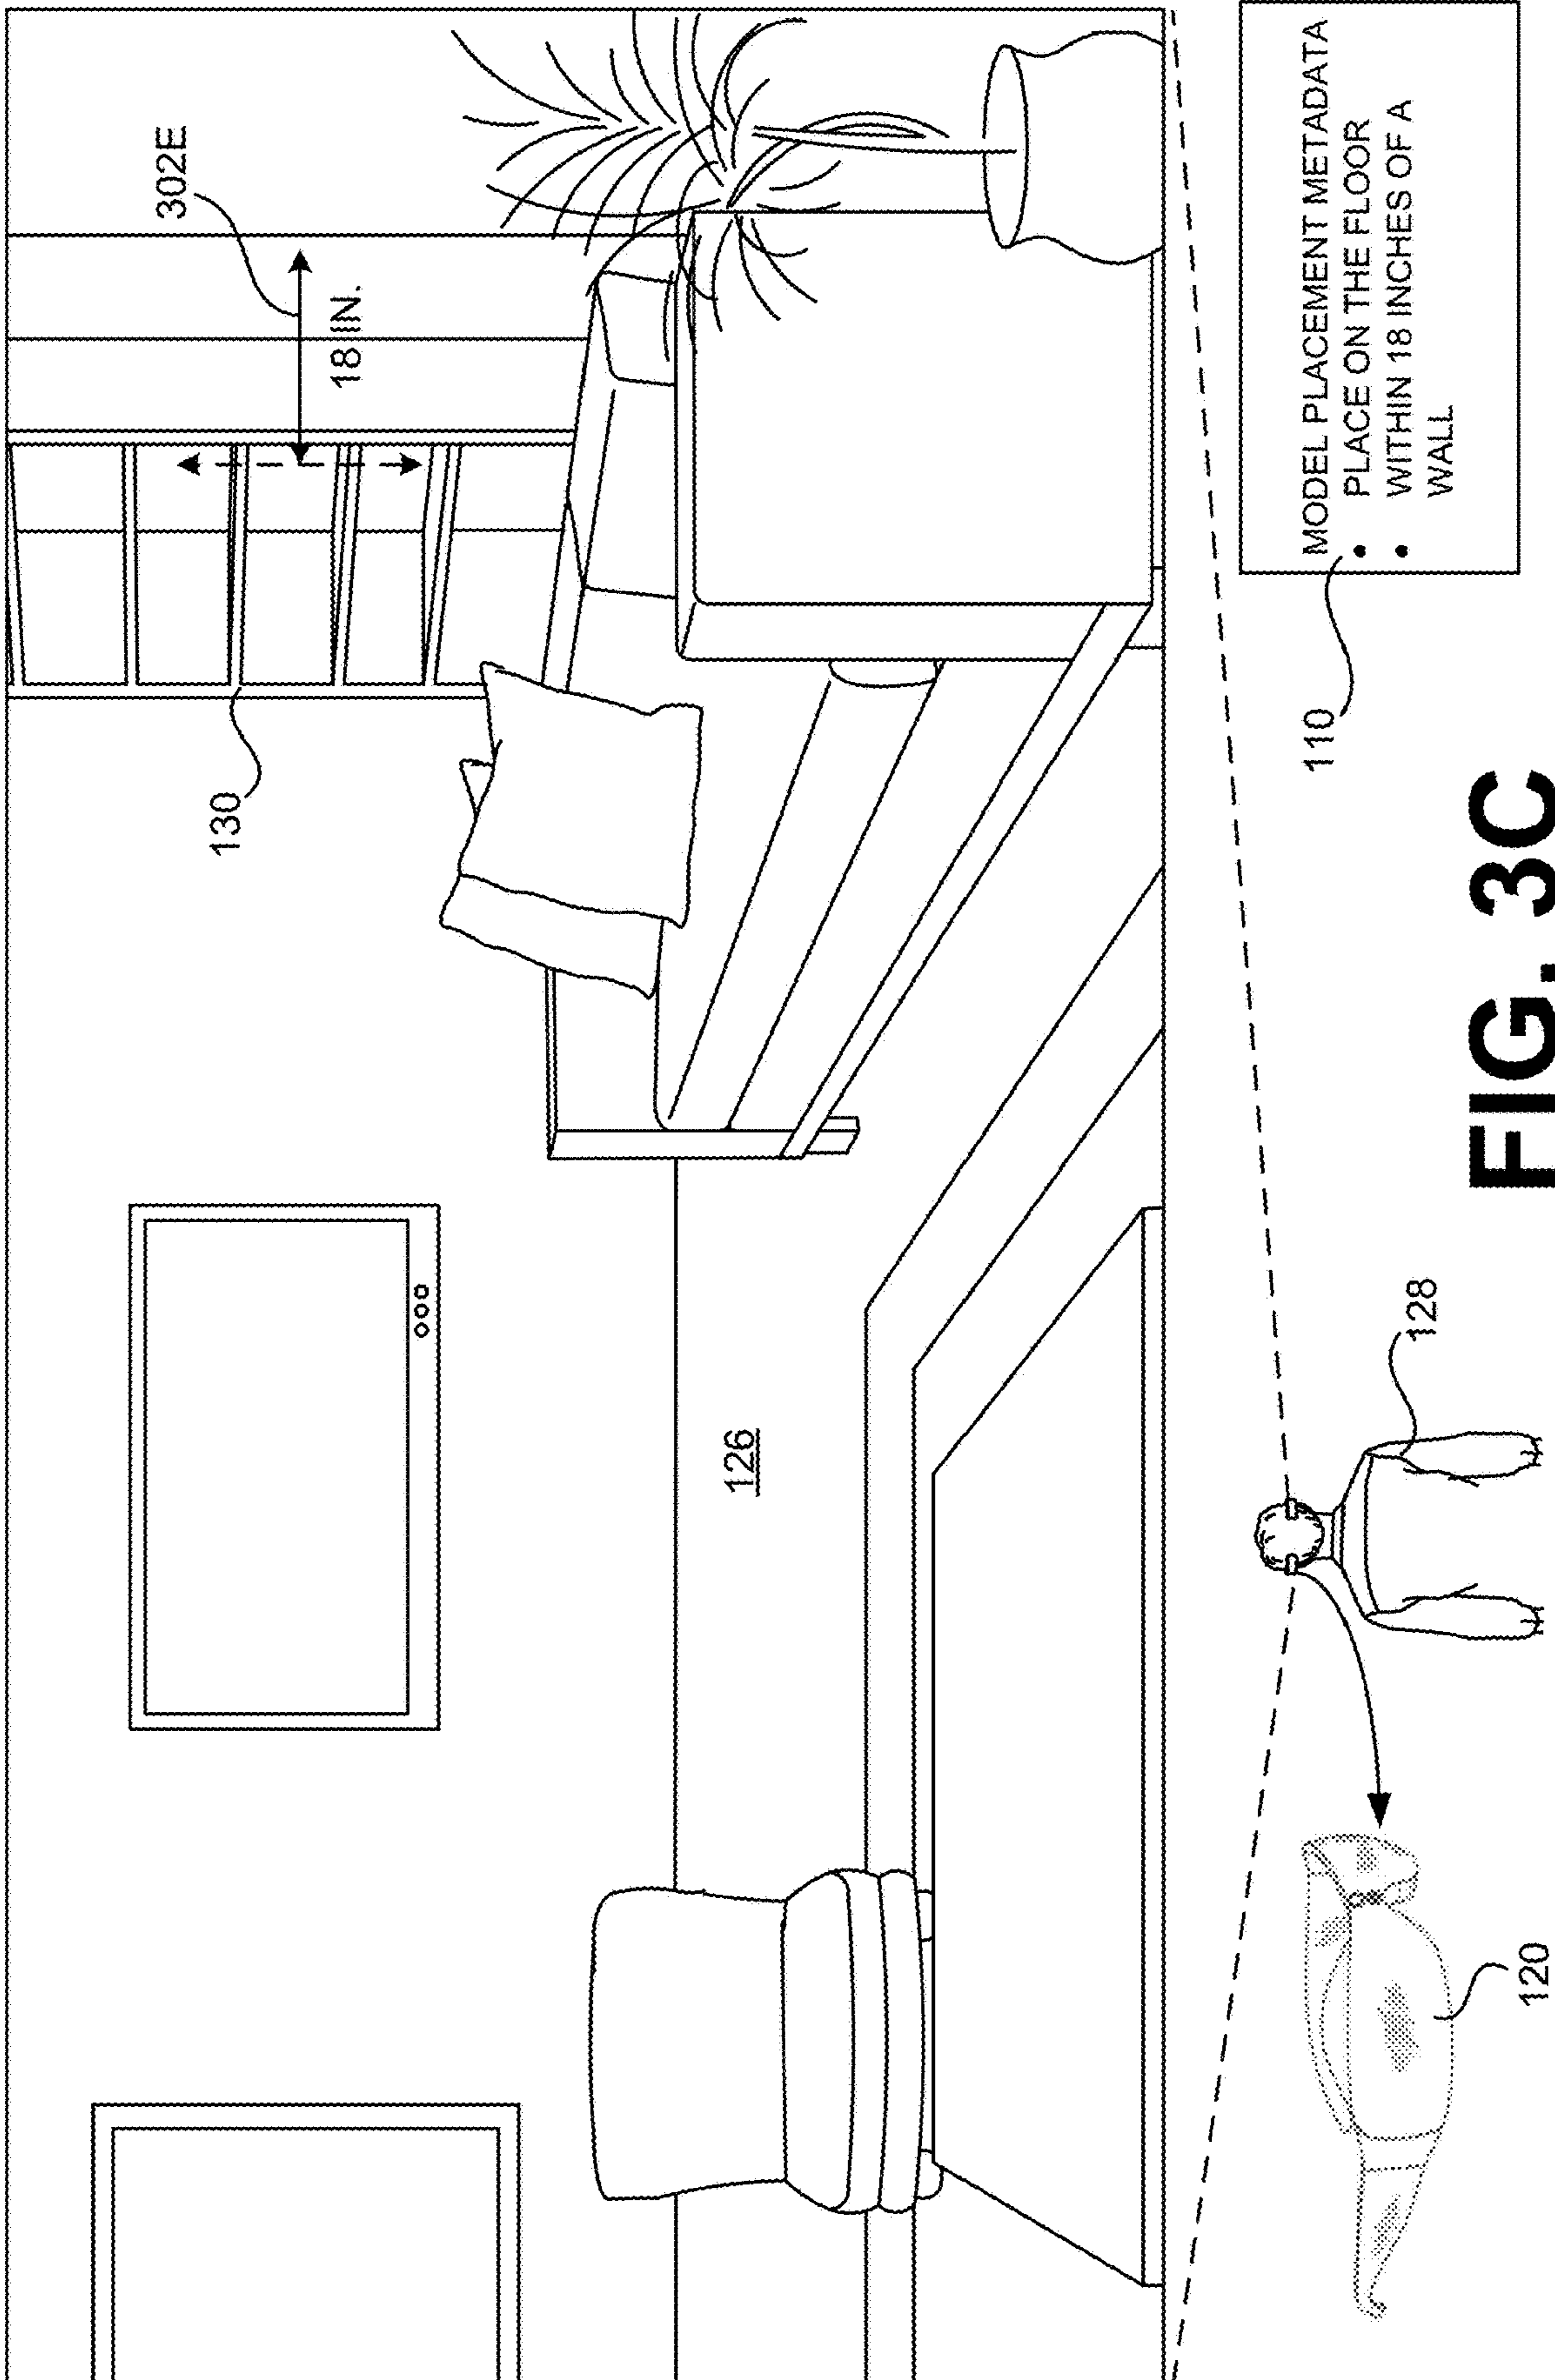 302E
18 IN.
130
126
MODEL PLACEMENT METADATA
• PLACE ON THE FLOOR
• WITHIN 18 INCHES OF A
WALL
110
128
120
FIG. 3C